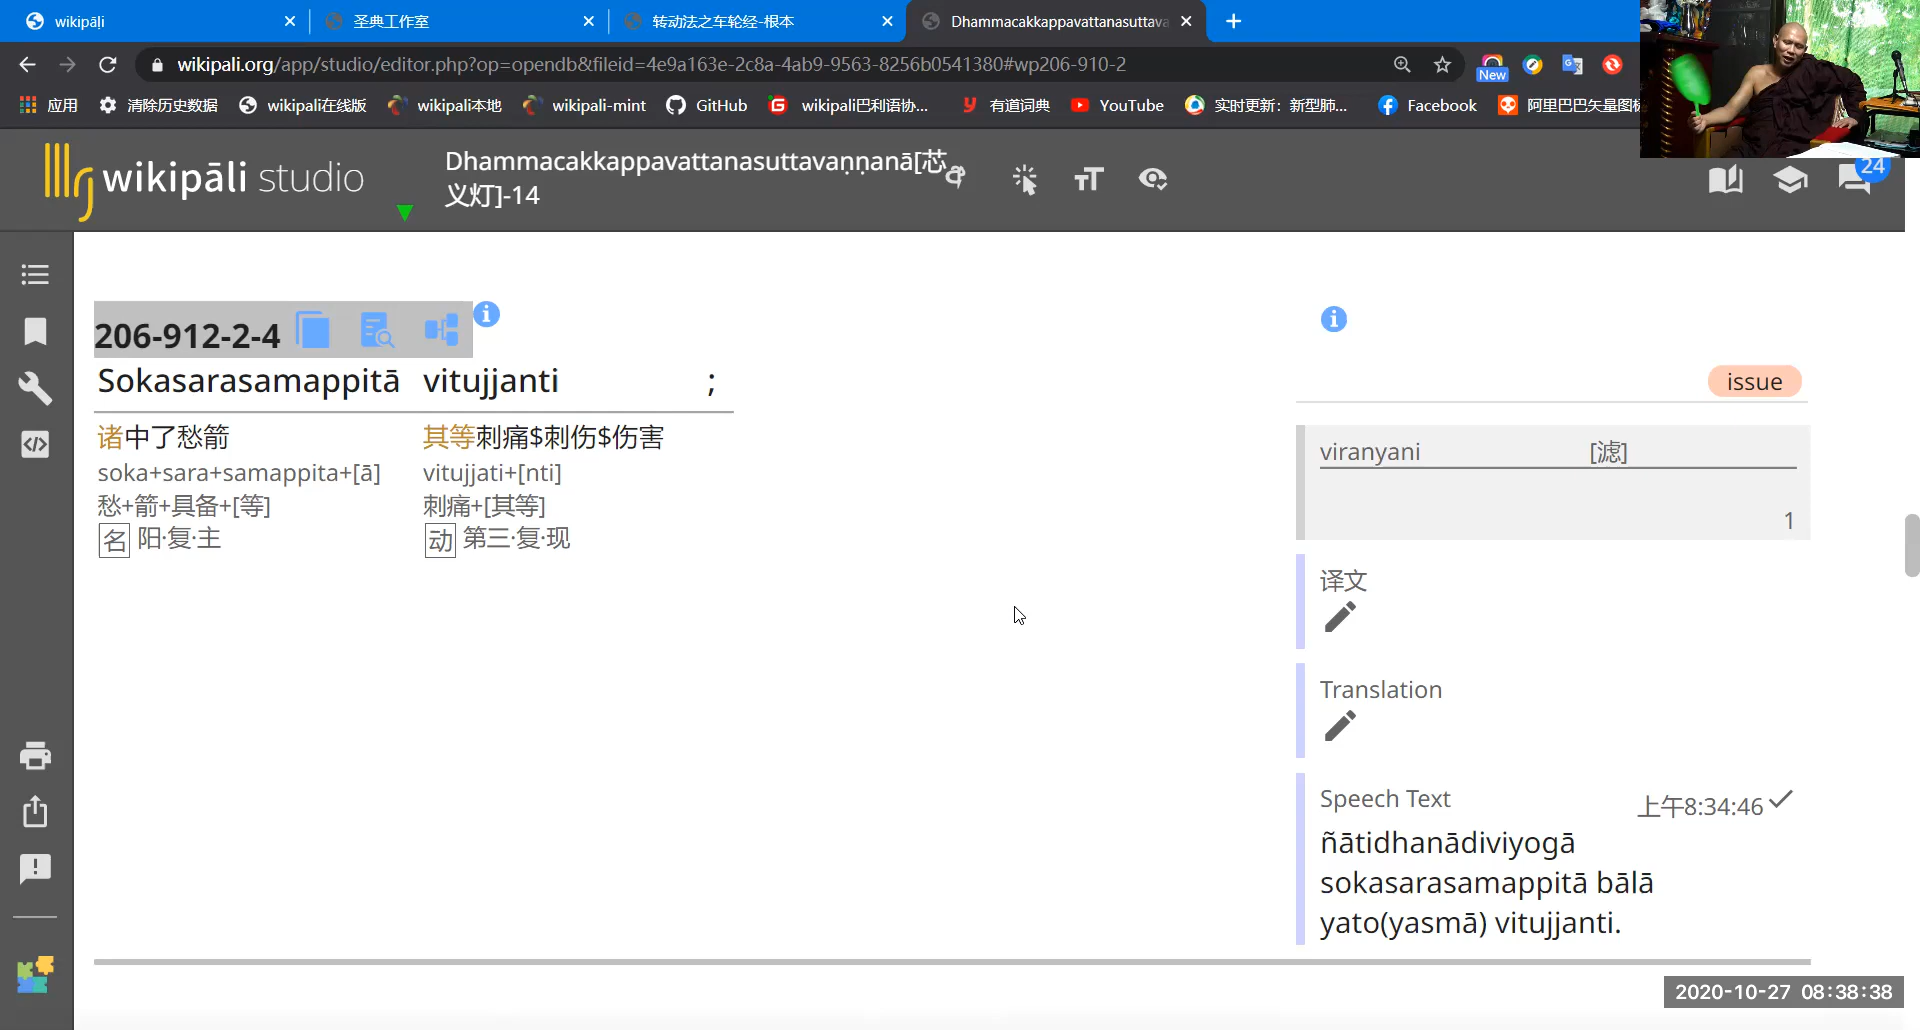 wikipāḷi
圣典工作室
转动法之车轮经-根本
Dhammacakkappavattanasuttava
wikipali.org/app/studio/editor.php?op=opendb&fileid=4e9a163e-2c8a-4ab9-9563-8256b0541380#wp206-910-2
New
应用
清除历史数据
wikipali在线版
wikipali本地
wikipali-mint
GitHub
wikipali巴利语协...
有道词典
YouTube
实时更新：新型肺...
Facebook
阿里巴巴矢量图标
wikipāli studio
Dhammacakkappavattanasuttavaṇṇanā[芯
义灯]-14
24
206-912-2-4
Sokasarasamappitā vitujjanti ;
诸中了愁箭 其等刺痛$刺伤$伤害
soka+sara+samappita+[ā] vitujjati+[nti]
愁+箭+具备+[等] 刺痛+[其等]
名 阳·复·主 动 第三·复·现
issue
viranyani [滤]
1
译文
Translation
Speech Text 上午8:34:46
ñātidhanādiviyogā
sokasarasamappitā bālā
yato(yasmā) vitujjanti.
2020-10-27 08:38:38